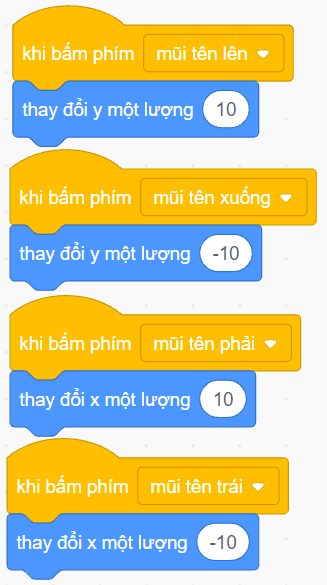 khi bấm phím mũi tên lên
thay đổi y một lượng 10
khi bấm phím mũi tên xuống
thay đổi y một lượng -10
khi bấm phím mũi tên phải
thay đổi x một lượng 10
khi bấm phím mũi tên trái
thay đổi x một lượng -10